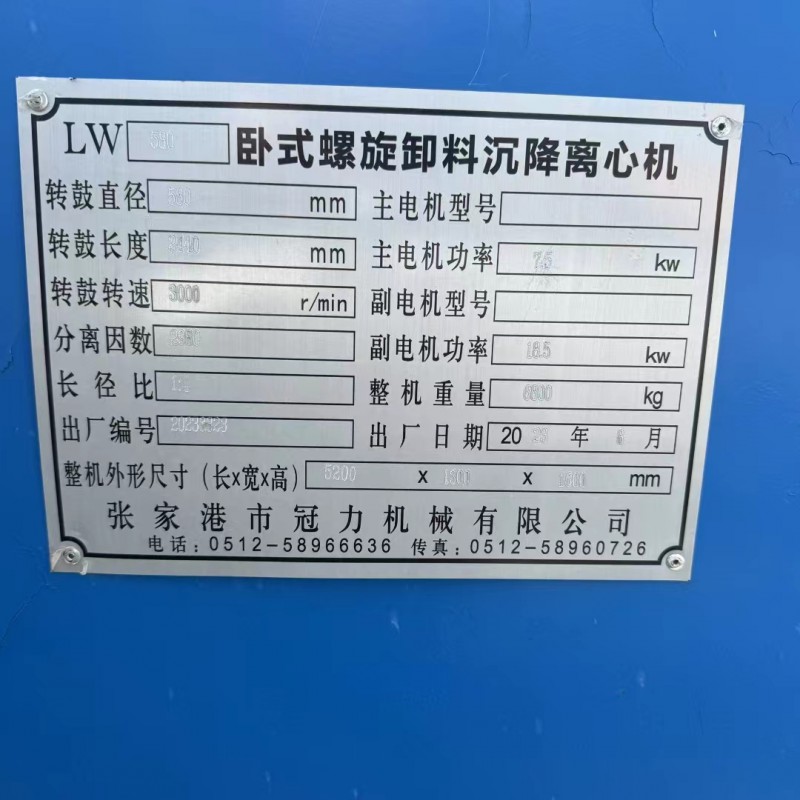 LW 580 卧式螺旋卸料沉降离心机
转鼓直径 580 mm 主电机型号
转鼓长度 mm 主电机功率 75 kw
转鼓转速 3000 r/min 副电机型号
分离因数 副电机功率 18.5 kw
长径比 整机重量 kg
出厂编号 出厂日期 20 年 月
整机外形尺寸（长x宽x高） 5200 x x mm
张家港市冠力机械有限公司
电话：0512-58966636 传真：0512-58960726